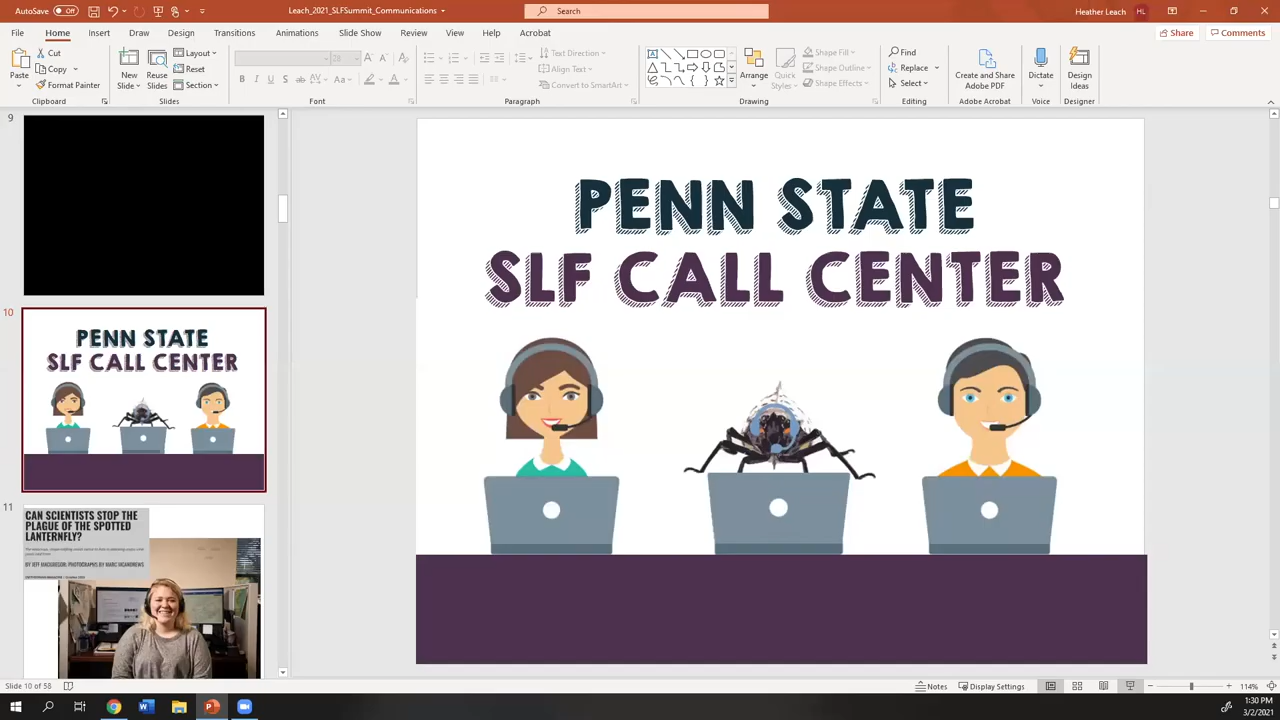 AutoSave Off
Leach_2021_SLFSummit_Communications
Search
Heather Leach HL
File Home Insert Draw Design Transitions Animations Slide Show Review View Help Acrobat
Share Comments
Paste
Cut
Copy
Format Painter
Clipboard
New Slide
Reuse Slides
Layout
Reset
Section
Slides
28
B I U S ab AV Aa A
Font
Text Direction
Align Text
Convert to SmartArt
Paragraph
Arrange
Quick Styles
Shape Fill
Shape Outline
Shape Effects
Drawing
Find
Replace
Select
Editing
Create and Share Adobe PDF
Adobe Acrobat
Dictate
Voice
Design Ideas
Designer
9
10
PENN STATE
SLF CALL CENTER
11
CAN SCIENTISTS STOP THE
PLAGUE OF THE SPOTTED
LANTERNFLY?
PENN STATE
SLF CALL CENTER
Slide 10 of 58
Notes
Display Settings
114%
1:30 PM
3/2/2021